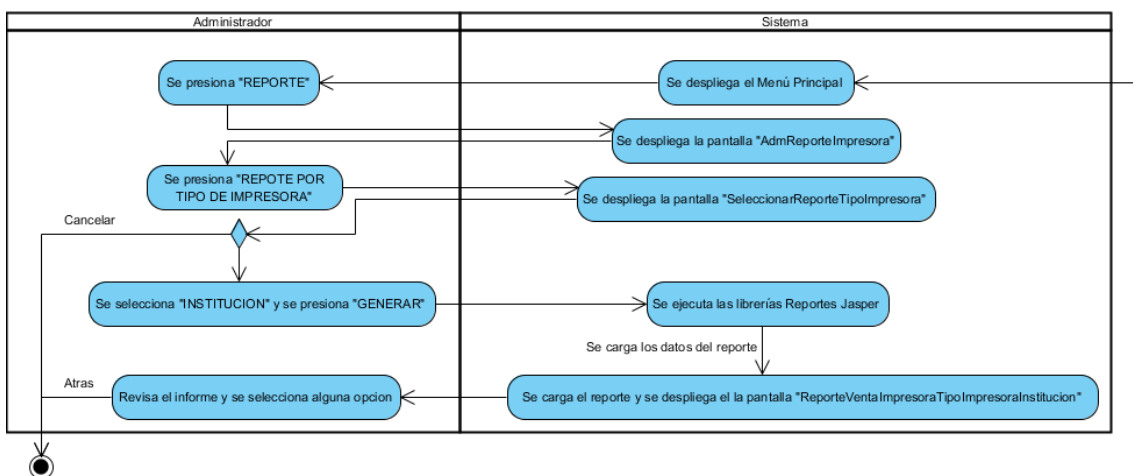 Administrador
Sistema
Se presiona "REPORTE"
Se despliega el Menú Principal
Se despliega la pantalla "AdmReporteImpresora"
Se presiona "REPOTE POR
TIPO DE IMPRESORA"
Se despliega la pantalla "SeleccionarReporteTipoImpresora"
Cancelar
Se selecciona "INSTITUCION" y se presiona "GENERAR"
Se ejecuta las librerías Reportes Jasper
Se carga los datos del reporte
Atras
Revisa el informe y se selecciona alguna opcion
Se carga el reporte y se despliega el la pantalla "ReporteVentaImpresoraTipoImpresoraInstitucion"